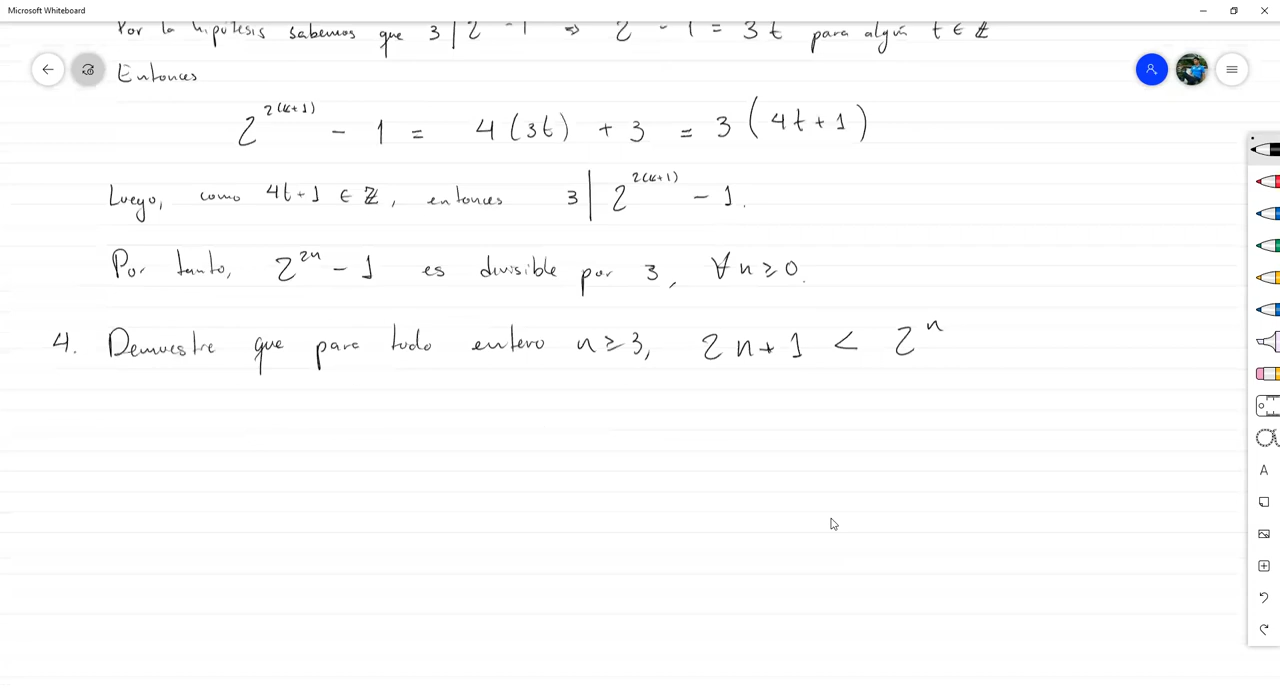 Microsoft Whiteboard
Por la hipótesis sabemos que 3 | 2 - 1 => 2 - 1 = 3t para algún t ∈ ℤ
Entonces
2^{2(k+1)} - 1 = 4(3t) + 3 = 3(4t+1)
Luego, como 4t+1 ∈ ℤ, entonces 3 | 2^{2(k+1)} - 1.
Por tanto, 2^{2n} - 1 es divisible por 3, ∀n≥0.
4. Demuestre que para todo entero n≥3, 2n+1 < 2^n
A